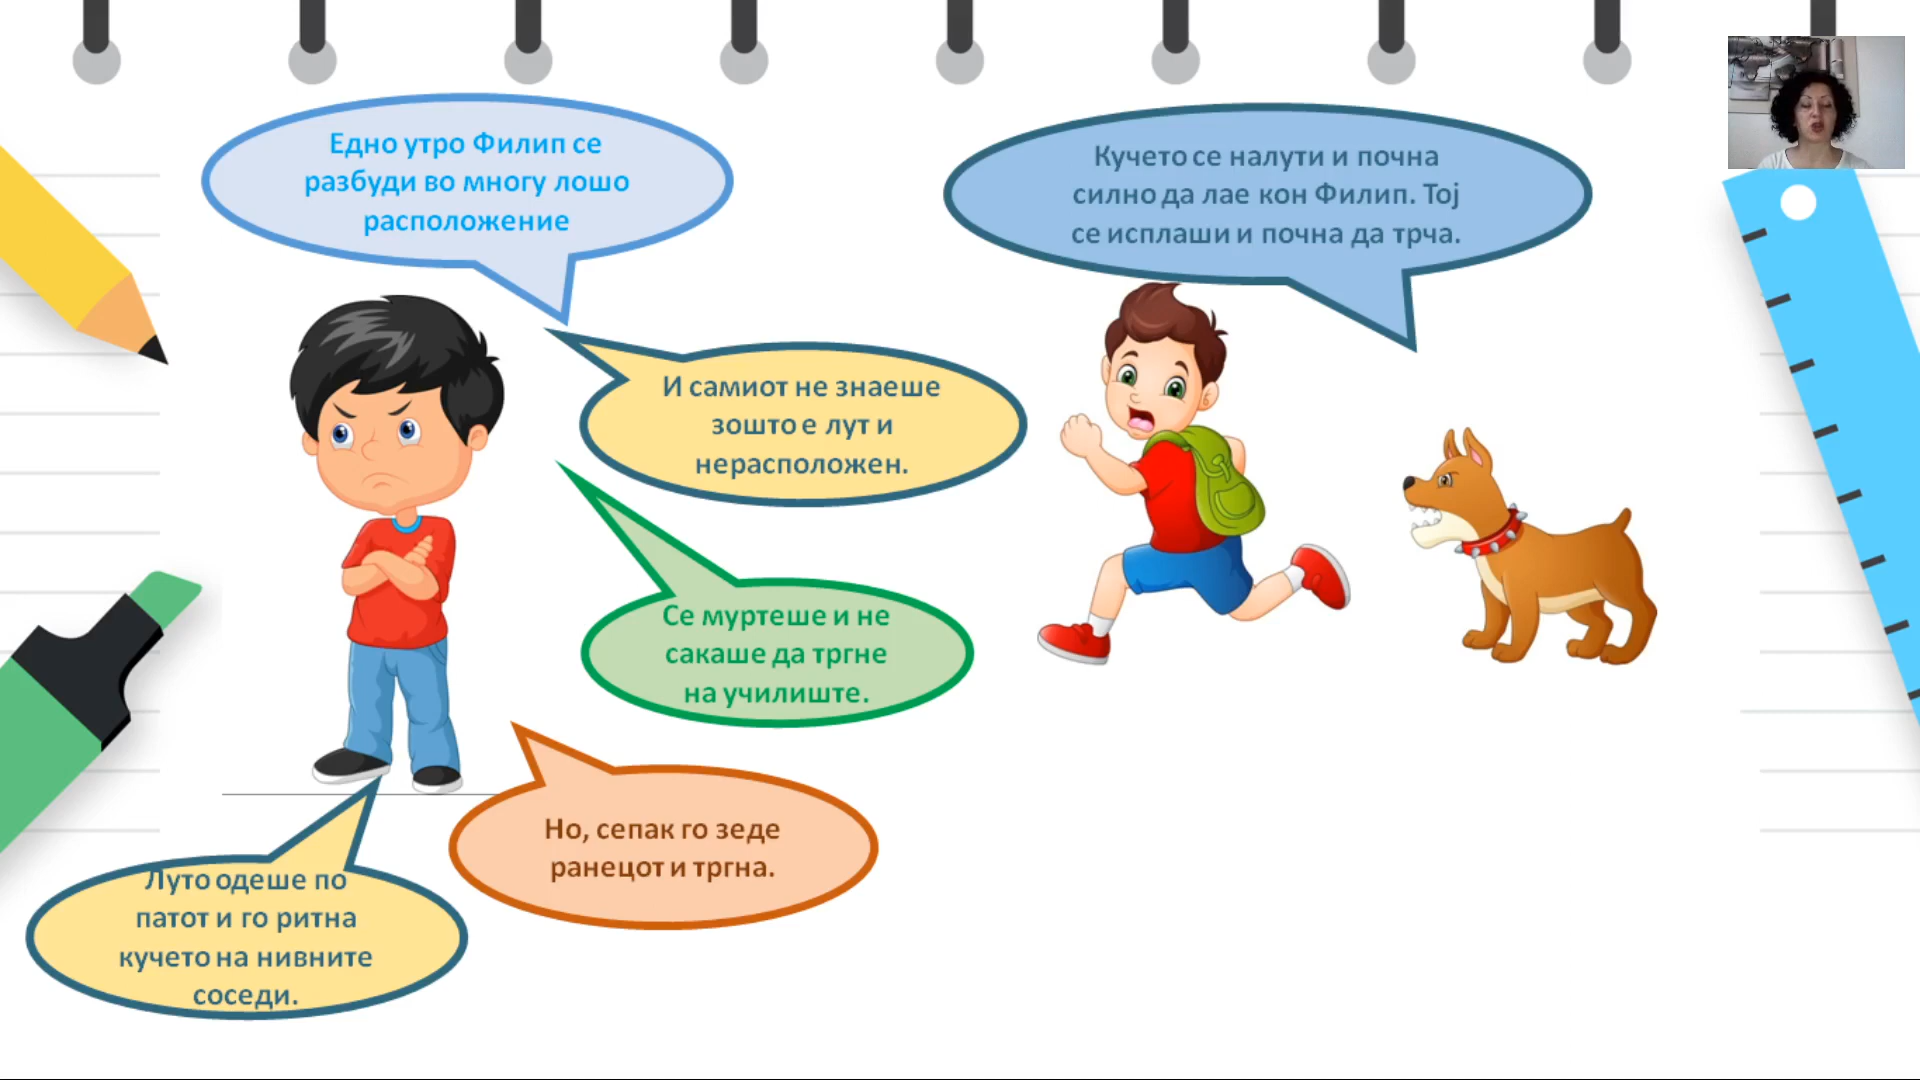 Едно утро Филип се
разбуди во многу лошо
расположение
И самиот не знаеше
зошто е лут и
нерасположен.
Се муртеше и не
сакаше да тргне
на училиште.
Но, сепак го зеде
ранецот и тргна.
Луто одеше по
патот и го ритна
кучето на нивните
соседи.
Кучето се налути и почна
силно да лае кон Филип. Тој
се исплаши и почна да трча.